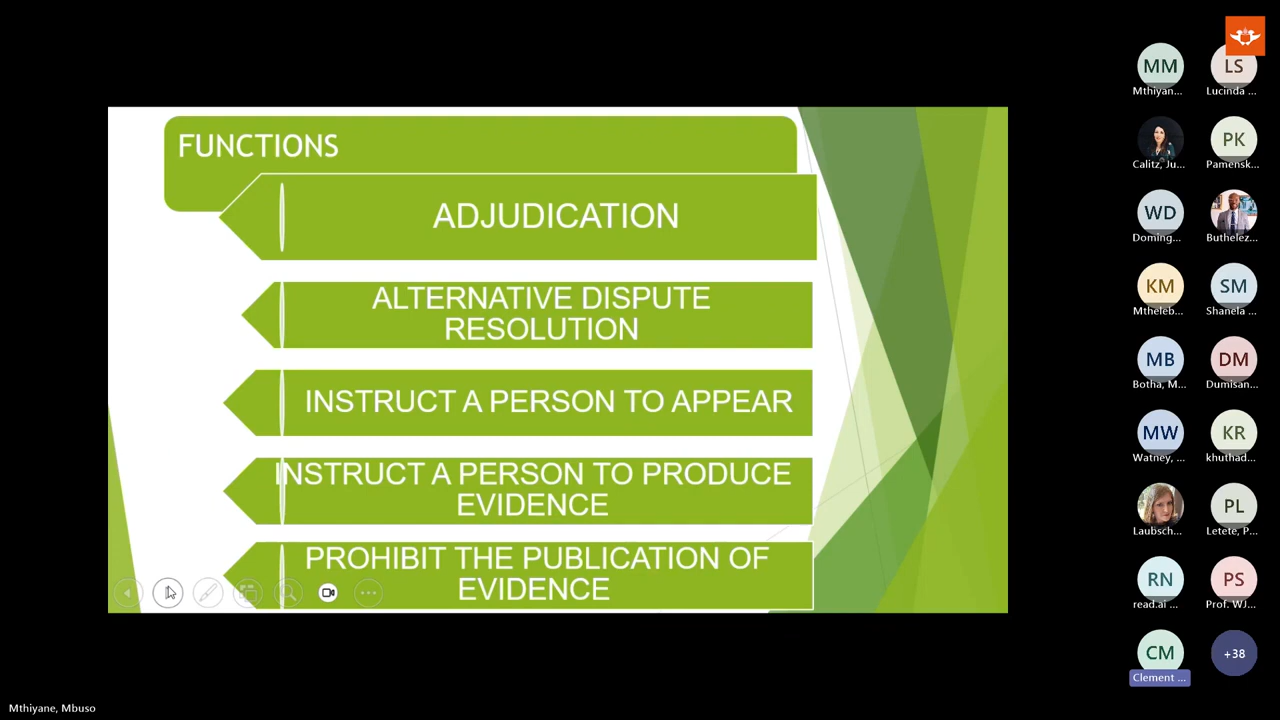 FUNCTIONS
ADJUDICATION
ALTERNATIVE DISPUTE
RESOLUTION
INSTRUCT A PERSON TO APPEAR
INSTRUCT A PERSON TO PRODUCE
EVIDENCE
PROHIBIT THE PUBLICATION OF
EVIDENCE
MM
Mthiyan...
LS
Lucinda ...
Calitz, Ju...
PK
Pamensk...
WD
Doming...
Buthelez...
KM
Mtheleb...
SM
Shanela ...
MB
Botha, M...
DM
Dumisan...
MW
Watney, ...
KR
khuthad...
Laubsch...
PL
Letete, P...
RN
read.ai ...
PS
Prof. WJ...
CM
Clement ...
+38
Mthiyane, Mbuso